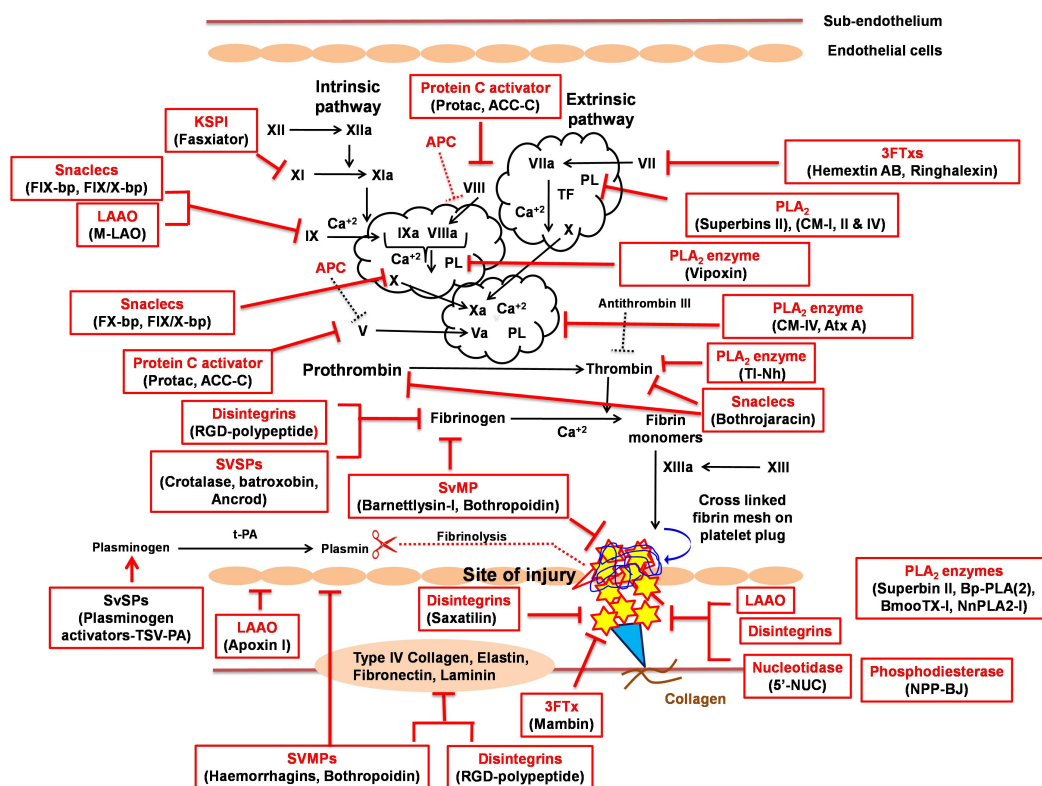 Sub-endothelium
Endothelial cells
Intrinsic
pathway
Protein C activator
(Protac, ACC-C)
Extrinsic
pathway
KSPI
(Fasxiator)
XII
XIIa
APC
VIIa
VII
3FTxs
(Hemextin AB, Ringhalexin)
Snaclecs
(FIX-bp, FIX/X-bp)
XI
XIa
VIII
TF
PL
LAAO
(M-LAO)
PLA2
(Superbins II), (CM-I, II & IV)
Ca+2
IX
Ca+2
IXa
VIIIa
X
Ca+2
PL
PLA2 enzyme
(Vipoxin)
APC
X
Snaclecs
(FX-bp, FIX/X-bp)
Xa
Ca+2
Antithrombin III
PLA2 enzyme
(CM-IV, Atx A)
V
Va
PL
Protein C activator
(Protac, ACC-C)
Prothrombin
Thrombin
PLA2 enzyme
(TI-Nh)
Snaclecs
(Bothrojaracin)
Disintegrins
(RGD-polypeptide)
Fibrinogen
Ca+2
Fibrin
monomers
SVSPs
(Crotalase, batroxobin,
Ancrod)
SvMP
(Barnettlysin-I, Bothropoidin)
XIIIa
XIII
Cross linked
fibrin mesh on
platelet plug
t-PA
Plasminogen
Plasmin
Fibrinolysis
Site of injury
PLA2 enzymes
(Superbin II, Bp-PLA(2),
BmooTX-I, NnPLA2-I)
SvSPs
(Plasminogen
activators-TSV-PA)
LAAO
(Apoxin I)
Disintegrins
(Saxatilin)
LAAO
Disintegrins
Type IV Collagen, Elastin,
Fibronectin, Laminin
Nucleotidase
(5’-NUC)
Phosphodiesterase
(NPP-BJ)
Collagen
3FTx
(Mambin)
SVMPs
(Haemorrhagins, Bothropoidin)
Disintegrins
(RGD-polypeptide)